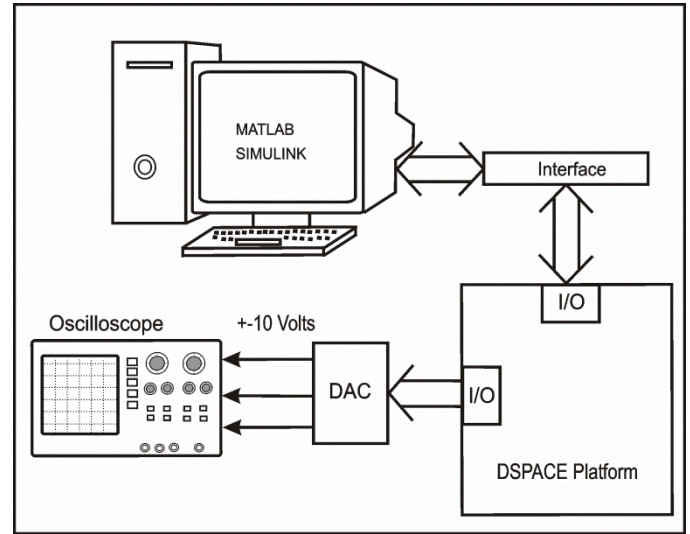 MATLAB
SIMULINK
Interface
I/O
Oscilloscope
+-10 Volts
DAC
I/O
DSPACE Platform